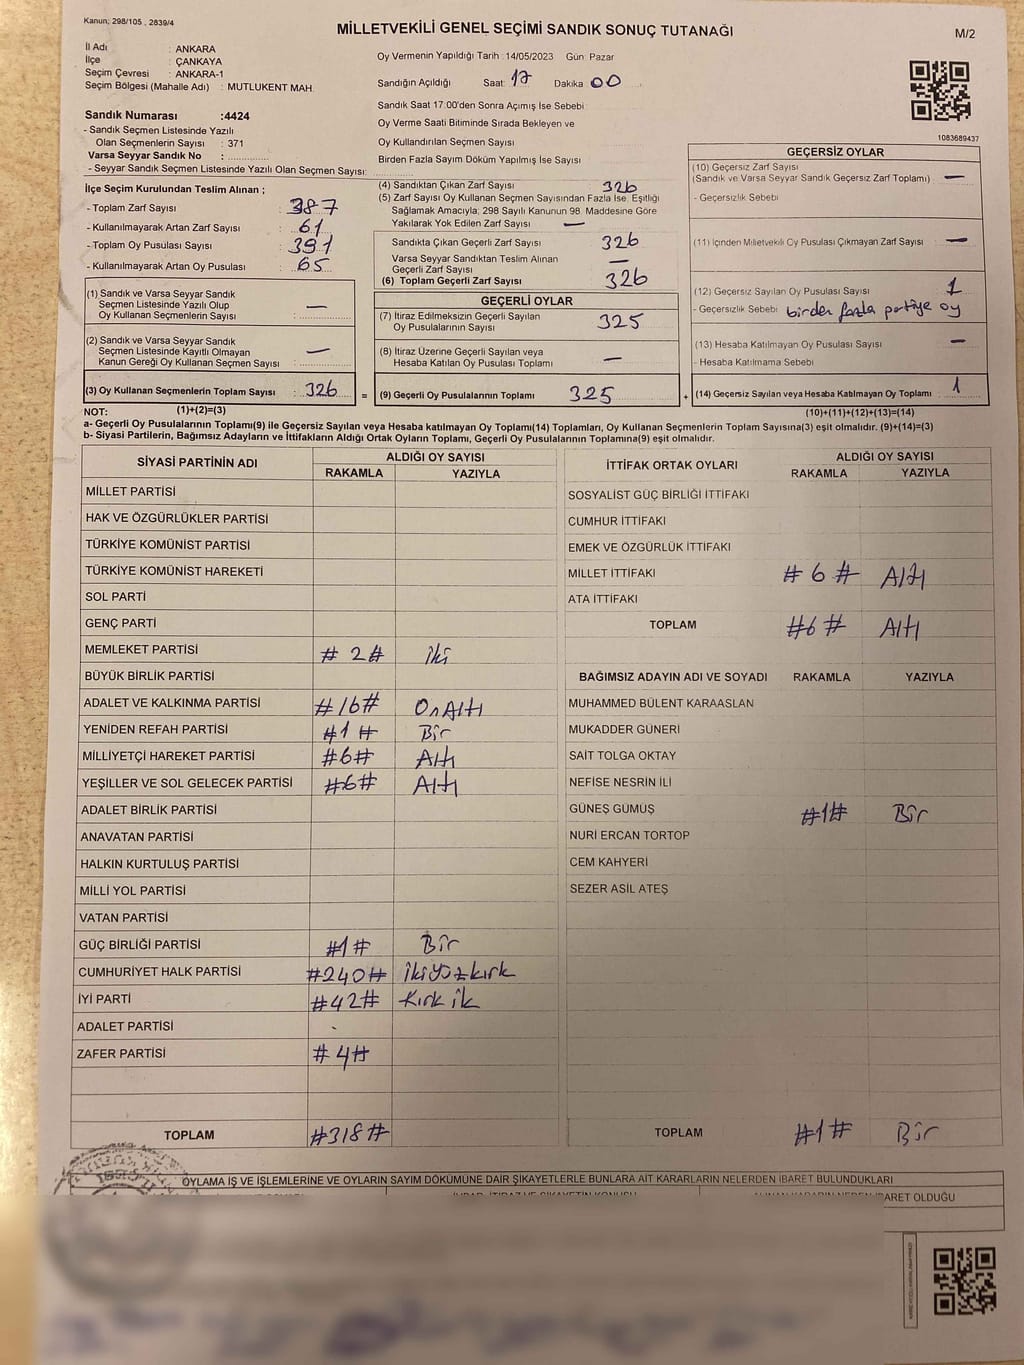 Kanun; 298/105 , 2839/4
MİLLETVEKİLİ GENEL SEÇİMİ SANDIK SONUÇ TUTANAĞI
M/2
İl Adı : ANKARA
İlçe : ÇANKAYA
Seçim Çevresi : ANKARA-1
Seçim Bölgesi (Mahalle Adı) : MUTLUKENT MAH.
Sandık Numarası :4424
- Sandık Seçmen Listesinde Yazılı
Olan Seçmenlerin Sayısı : 371
Varsa Seyyar Sandık No :
- Seyyar Sandık Seçmen Listesinde Yazılı Olan Seçmen Sayısı:
Oy Vermenin Yapıldığı Tarih :14/05/2023 Gün: Pazar
Sandığın Açıldığı Saat: 17 Dakika 00
Sandık Saat 17:00'den Sonra Açımış İse Sebebi
Oy Verme Saati Bitiminde Sırada Bekleyen ve
Oy Kullandırılan Seçmen Sayısı
Birden Fazla Sayım Döküm Yapılmış İse Sayısı
1083689437
İlçe Seçim Kurulundan Teslim Alınan ;
- Toplam Zarf Sayısı : 387
- Kullanılmayarak Artan Zarf Sayısı : 61
- Toplam Oy Pusulası Sayısı : 391
- Kullanılmayarak Artan Oy Pusulası : 65
(4) Sandıktan Çıkan Zarf Sayısı 326
(5) Zarf Sayısı Oy Kullanan Seçmen Sayısından Fazla İse, Eşitliği
Sağlamak Amacıyla; 298 Sayılı Kanunun 98. Maddesine Göre
Yakılarak Yok Edilen Zarf Sayısı —
Sandıkta Çıkan Geçerli Zarf Sayısı 326
Varsa Seyyar Sandıktan Teslim Alınan
Geçerli Zarf Sayısı —
(6) Toplam Geçerli Zarf Sayısı 326
GEÇERSİZ OYLAR
(10) Geçersiz Zarf Sayısı
(Sandık ve Varsa Seyyar Sandık Geçersiz Zarf Toplamı) —
- Geçersizlik Sebebi
(11) İçinden Milletvekili Oy Pusulası Çıkmayan Zarf Sayısı —
(12) Geçersiz Sayılan Oy Pusulası Sayısı 1
- Geçersizlik Sebebi birden fazla partiye oy
(13) Hesaba Katılmayan Oy Pusulası Sayısı —
- Hesaba Katılmama Sebebi
(14) Geçersiz Sayılan veya Hesaba Katılmayan Oy Toplamı 1
(1) Sandık ve Varsa Seyyar Sandık
Seçmen Listesinde Yazılı Olup
Oy Kullanan Seçmenlerin Sayısı : —
(2) Sandık ve Varsa Seyyar Sandık
Seçmen Listesinde Kayıtlı Olmayan
Kanun Gereği Oy Kullanan Seçmen Sayısı : —
(3) Oy Kullanan Seçmenlerin Toplam Sayısı : 326 =
GEÇERLİ OYLAR
(7) İtiraz Edilmeksizin Geçerli Sayılan
Oy Pusulalarının Sayısı 325
(8) İtiraz Üzerine Geçerli Sayılan veya
Hesaba Katılan Oy Pusulası Toplamı —
(9) Geçerli Oy Pusulalarının Toplamı 325 +
NOT: (1)+(2)=(3) (10)+(11)+(12)+(13)=(14)
a- Geçerli Oy Pusulalarının Toplamı(9) ile Geçersiz Sayılan veya Hesaba katılmayan Oy Toplamı(14) Toplamları, Oy Kullanan Seçmenlerin Toplam Sayısına(3) eşit olmalıdır. (9)+(14)=(3)
b- Siyasi Partilerin, Bağımsız Adayların ve İttifakların Aldığı Ortak Oyların Toplamı, Geçerli Oy Pusulalarının Toplamına(9) eşit olmalıdır.
SİYASİ PARTİNİN ADI ALDIĞI OY SAYISI
RAKAMLA YAZIYLA
MİLLET PARTİSİ
HAK VE ÖZGÜRLÜKLER PARTİSİ
TÜRKİYE KOMÜNİST PARTİSİ
TÜRKİYE KOMÜNİST HAREKETİ
SOL PARTİ
GENÇ PARTİ
MEMLEKET PARTİSİ # 2 # iki
BÜYÜK BİRLİK PARTİSİ
ADALET VE KALKINMA PARTİSİ #16# OnAltı
YENİDEN REFAH PARTİSİ #1# Bir
MİLLİYETÇİ HAREKET PARTİSİ #6# Altı
YEŞİLLER VE SOL GELECEK PARTİSİ #6# Altı
ADALET BİRLİK PARTİSİ
ANAVATAN PARTİSİ
HALKIN KURTULUŞ PARTİSİ
MİLLİ YOL PARTİSİ
VATAN PARTİSİ
GÜÇ BİRLİĞİ PARTİSİ #1# Bir
CUMHURİYET HALK PARTİSİ #240# ikiyüzkırk
İYİ PARTİ #42# Kırk ik
ADALET PARTİSİ
ZAFER PARTİSİ #4#
TOPLAM #318#
İTTİFAK ORTAK OYLARI ALDIĞI OY SAYISI
RAKAMLA YAZIYLA
SOSYALİST GÜÇ BİRLİĞİ İTTİFAKI
CUMHUR İTTİFAKI
EMEK VE ÖZGÜRLÜK İTTİFAKI
MİLLET İTTİFAKI # 6 # Altı
ATA İTTİFAKI
TOPLAM #6# Altı
BAĞIMSIZ ADAYIN ADI VE SOYADI RAKAMLA YAZIYLA
MUHAMMED BÜLENT KARAASLAN
MUKADDER GÜNERİ
SAİT TOLGA OKTAY
NEFİSE NESRİN İLİ
GÜNEŞ GÜMÜŞ #1# Bir
NURİ ERCAN TORTOP
CEM KAHYERİ
SEZER ASİL ATEŞ
TOPLAM #1# Bir
OYLAMA İŞ VE İŞLEMLERİNE VE OYLARIN SAYIM DÖKÜMÜNE DAİR ŞİKAYETLERLE BUNLARA AİT KARARLARIN NELERDEN İBARET BULUNDUKLARI
İBARET OLDUĞU